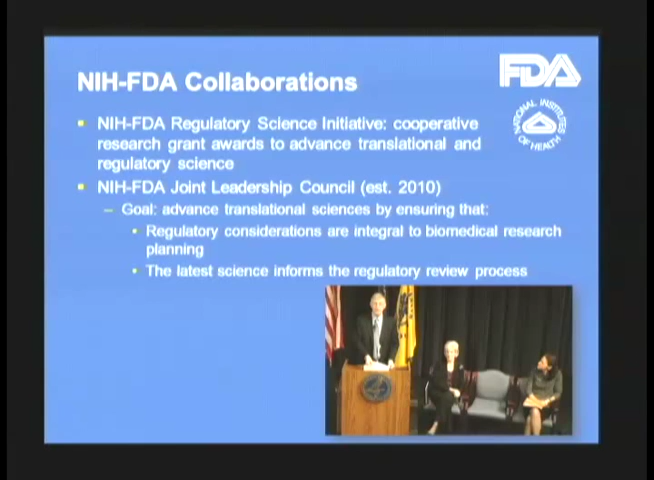 NIH-FDA Collaborations
FDA
NATIONAL INSTITUTES
OF HEALTH
▪ NIH-FDA Regulatory Science Initiative: cooperative
research grant awards to advance translational and
regulatory science
▪ NIH-FDA Joint Leadership Council (est. 2010)
– Goal: advance translational sciences by ensuring that:
• Regulatory considerations are integral to biomedical research
planning
• The latest science informs the regulatory review process